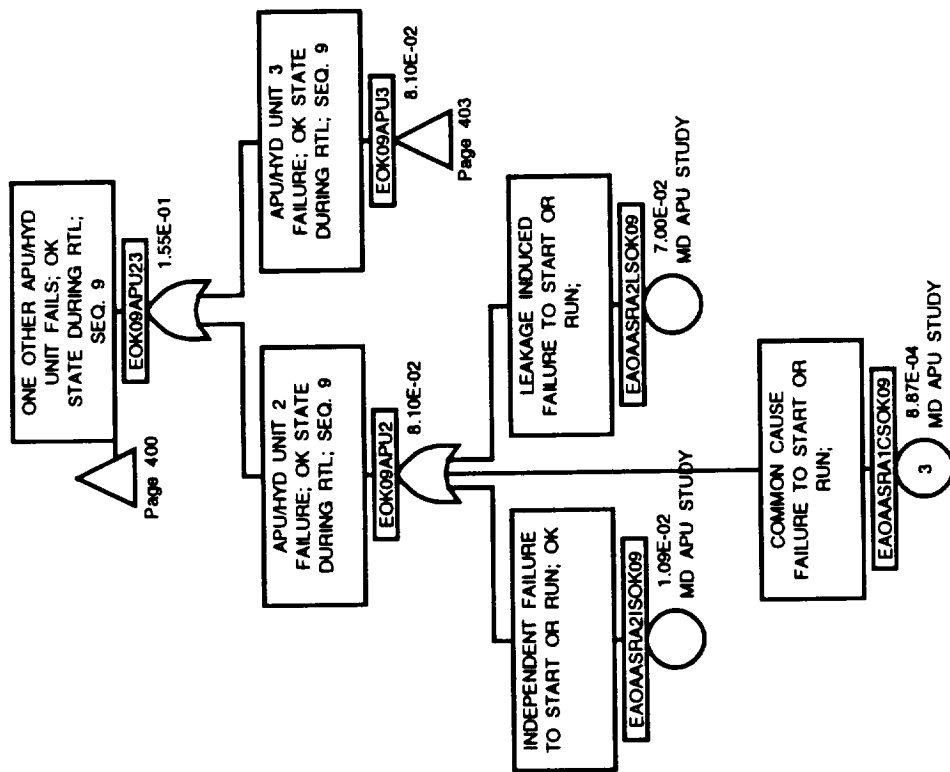 ONE OTHER APU/HYD
UNIT FAILS; OK
STATE DURING RTL;
SEQ. 9
EOK09APU23
1.55E-01
Page 400
APU/HYD UNIT 2
FAILURE; OK STATE
DURING RTL; SEQ. 9
EOK09APU2
8.10E-02
APU/HYD UNIT 3
FAILURE; OK STATE
DURING RTL; SEQ. 9
EOK09APU3
8.10E-02
Page 403
INDEPENDENT FAILURE
TO START OR RUN; OK
EAOAASRA2ISOK09
1.09E-02
MD APU STUDY
LEAKAGE INDUCED
FAILURE TO START OR
RUN;
EAOAASRA2LSOK09
7.00E-02
MD APU STUDY
COMMON CAUSE
FAILURE TO START OR
RUN;
EAOAASRA1CSOK09
8.87E-04
MD APU STUDY
3